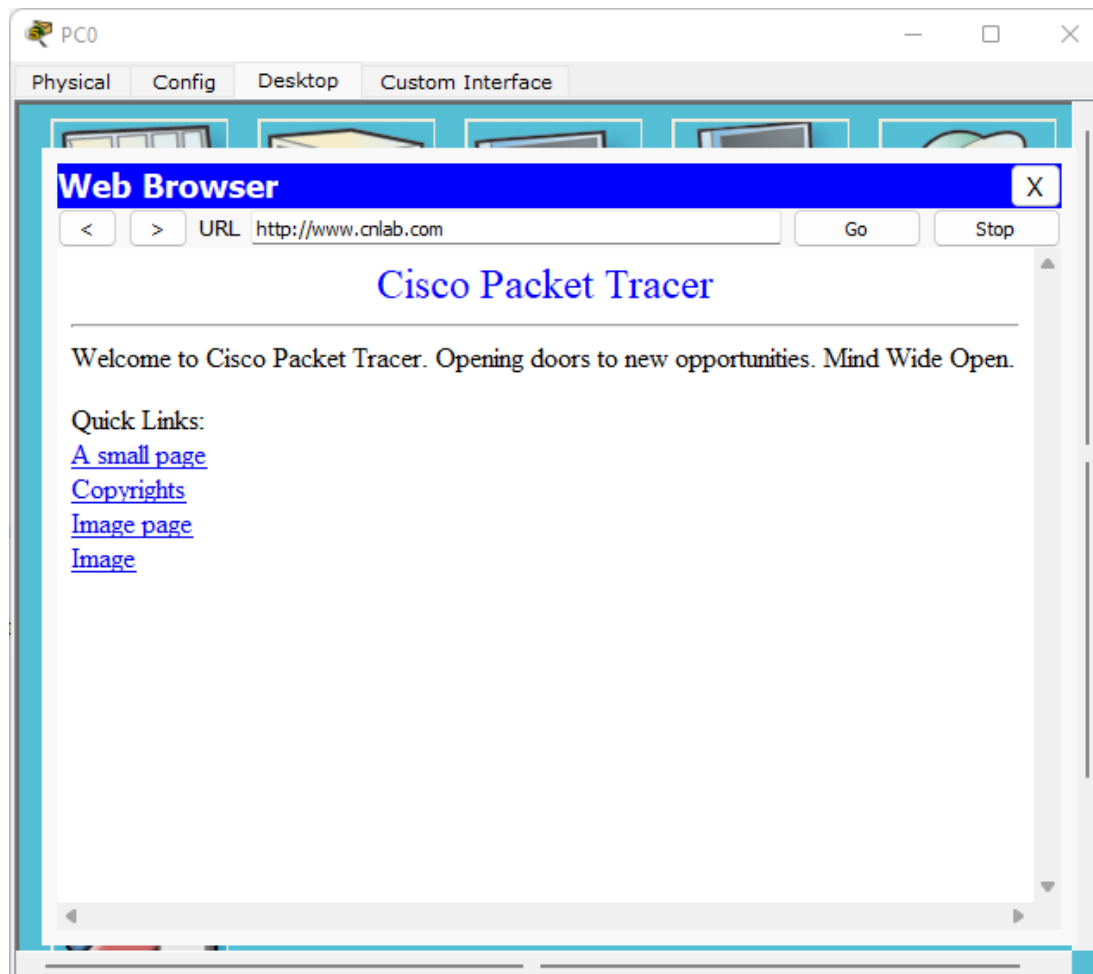 PC0
Physical Config Desktop Custom Interface
Web Browser X
< > URL http://www.cnlab.com Go Stop
Cisco Packet Tracer
Welcome to Cisco Packet Tracer. Opening doors to new opportunities. Mind Wide Open.
Quick Links:
A small page
Copyrights
Image page
Image